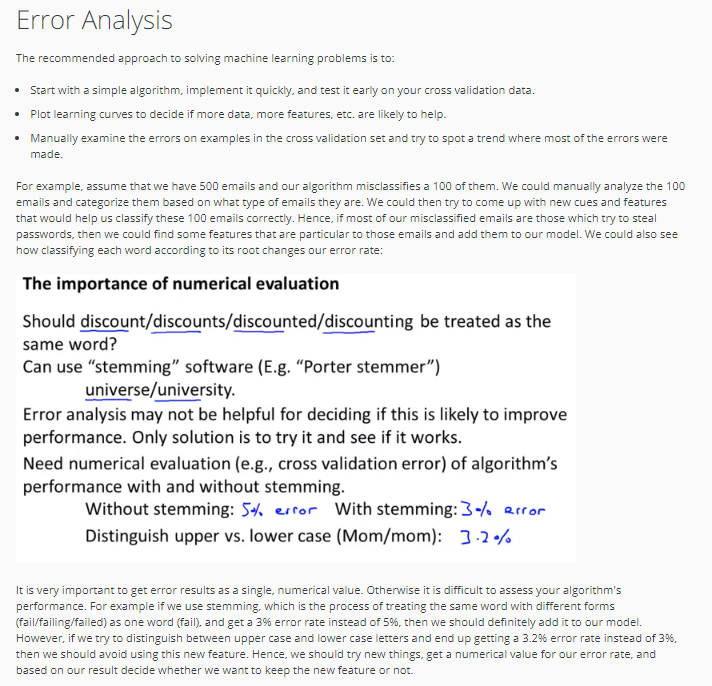 Error Analysis
The recommended approach to solving machine learning problems is to:
• Start with a simple algorithm, implement it quickly, and test it early on your cross validation data.
• Plot learning curves to decide if more data, more features, etc. are likely to help.
• Manually examine the errors on examples in the cross validation set and try to spot a trend where most of the errors were
made.
For example, assume that we have 500 emails and our algorithm misclassifies a 100 of them. We could manually analyze the 100
emails and categorize them based on what type of emails they are. We could then try to come up with new cues and features
that would help us classify these 100 emails correctly. Hence, if most of our misclassified emails are those which try to steal
passwords, then we could find some features that are particular to those emails and add them to our model. We could also see
how classifying each word according to its root changes our error rate:
The importance of numerical evaluation
Should discount/discounts/discounted/discounting be treated as the
same word?
Can use “stemming” software (E.g. “Porter stemmer”)
universe/university.
Error analysis may not be helpful for deciding if this is likely to improve
performance. Only solution is to try it and see if it works.
Need numerical evaluation (e.g., cross validation error) of algorithm’s
performance with and without stemming.
Without stemming: 5% error With stemming: 3% error
Distinguish upper vs. lower case (Mom/mom): 3.2%
It is very important to get error results as a single, numerical value. Otherwise it is difficult to assess your algorithm's
performance. For example if we use stemming, which is the process of treating the same word with different forms
(fail/failing/failed) as one word (fail), and get a 3% error rate instead of 5%, then we should definitely add it to our model.
However, if we try to distinguish between upper case and lower case letters and end up getting a 3.2% error rate instead of 3%,
then we should avoid using this new feature. Hence, we should try new things, get a numerical value for our error rate, and
based on our result decide whether we want to keep the new feature or not.